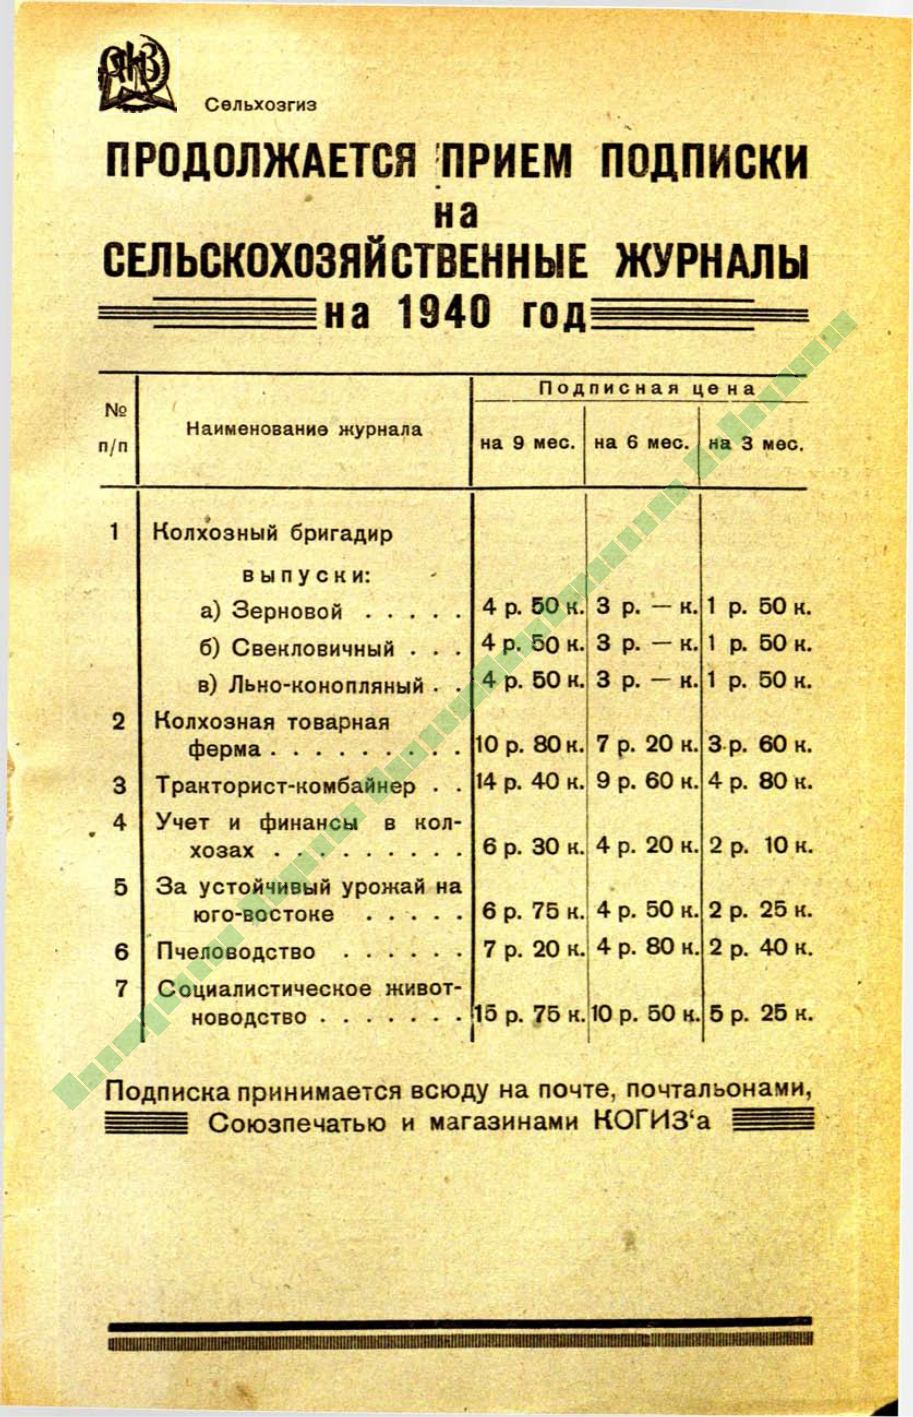 Сельхозгиз
ПРОДОЛЖАЕТСЯ ПРИЕМ ПОДПИСКИ
на
СЕЛЬСКОХОЗЯЙСТВЕННЫЕ ЖУРНАЛЫ
на 1940 год
№ п/п Наименование журнала Подписная цена
на 9 мес. на 6 мес. на 3 мес.
1 Колхозный бригадир
выпуски:
а) Зерновой . . . . . 4 р. 50 к. 3 р. — к. 1 р. 50 к.
б) Свекловичный . . . 4 р. 50 к. 3 р. — к. 1 р. 50 к.
в) Льно-конопляный . . 4 р. 50 к. 3 р. — к. 1 р. 50 к.
2 Колхозная товарная
ферма . . . . . . . . . 10 р. 80 к. 7 р. 20 к. 3 р. 60 к.
3 Тракторист-комбайнер . . 14 р. 40 к. 9 р. 60 к. 4 р. 80 к.
4 Учет и финансы в кол-
хозах . . . . . . . . . 6 р. 30 к. 4 р. 20 к. 2 р. 10 к.
5 За устойчивый урожай на
юго-востоке . . . . . 6 р. 75 к. 4 р. 50 к. 2 р. 25 к.
6 Пчеловодство . . . . . . 7 р. 20 к. 4 р. 80 к. 2 р. 40 к.
7 Социалистическое живот-
новодство . . . . . . . 15 р. 75 к. 10 р. 50 к. 5 р. 25 к.
Подписка принимается всюду на почте, почтальонами,
Союзпечатью и магазинами КОГИЗ‘а